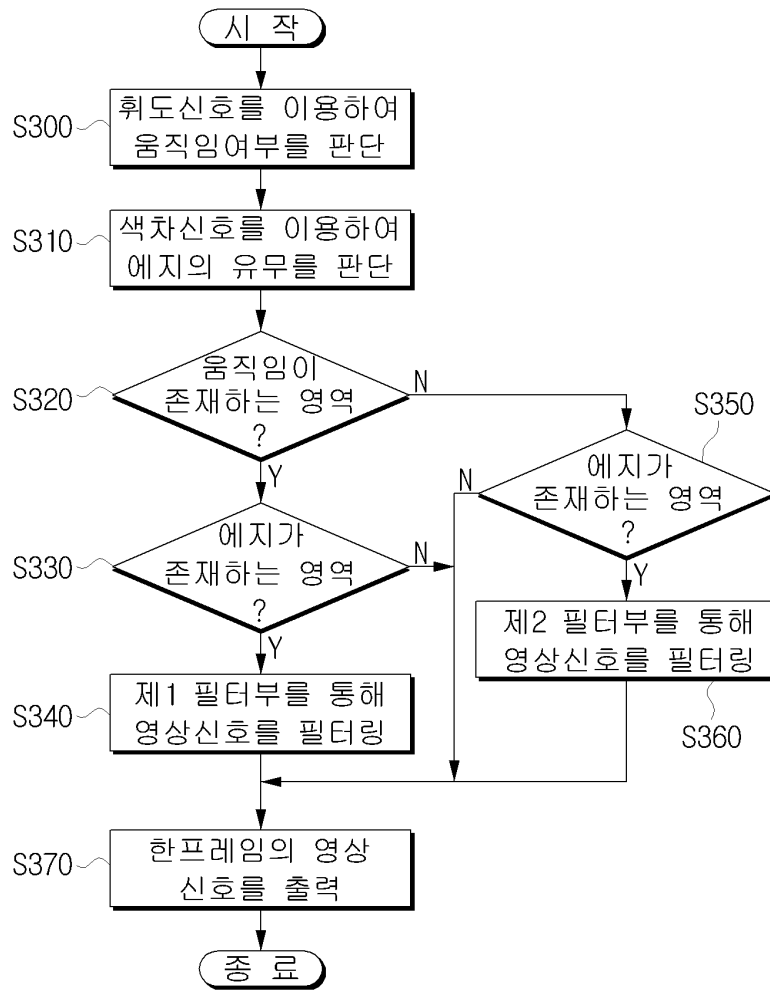 시 작
S300
휘도신호를 이용하여
움직임여부를 판단
S310
색차신호를 이용하여
에지의 유무를 판단
S320
움직임이
존재하는 영역
?
N
Y
S350
에지가
존재하는 영역
?
N
Y
S330
에지가
존재하는 영역
?
N
Y
제2 필터부를 통해
영상신호를 필터링
S360
S340
제1 필터부를 통해
영상신호를 필터링
S370
한프레임의 영상
신호를 출력
종 료